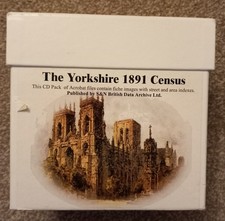 The Yorkshire 1891 Census
This CD Pack of Acrobat files contain fiche images with street and area indexes.
Published by S&N British Data Archive Ltd.